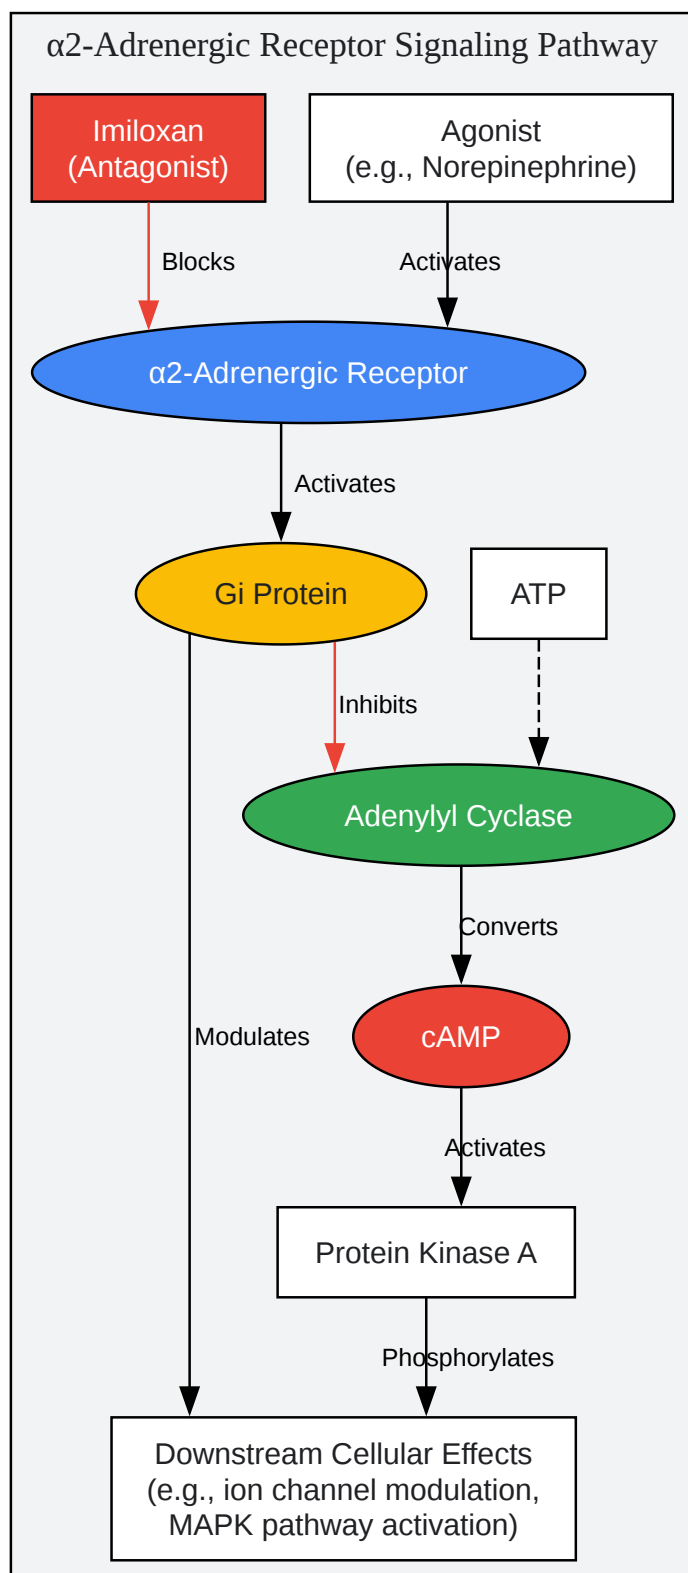 α2-Adrenergic Receptor Signaling Pathway
Imiloxan
(Antagonist)
Agonist
(e.g., Norepinephrine)
Blocks
Activates
α2-Adrenergic Receptor
Activates
Gi Protein
ATP
Inhibits
Adenylyl Cyclase
Converts
cAMP
Modulates
Activates
Protein Kinase A
Phosphorylates
Downstream Cellular Effects
(e.g., ion channel modulation,
MAPK pathway activation)